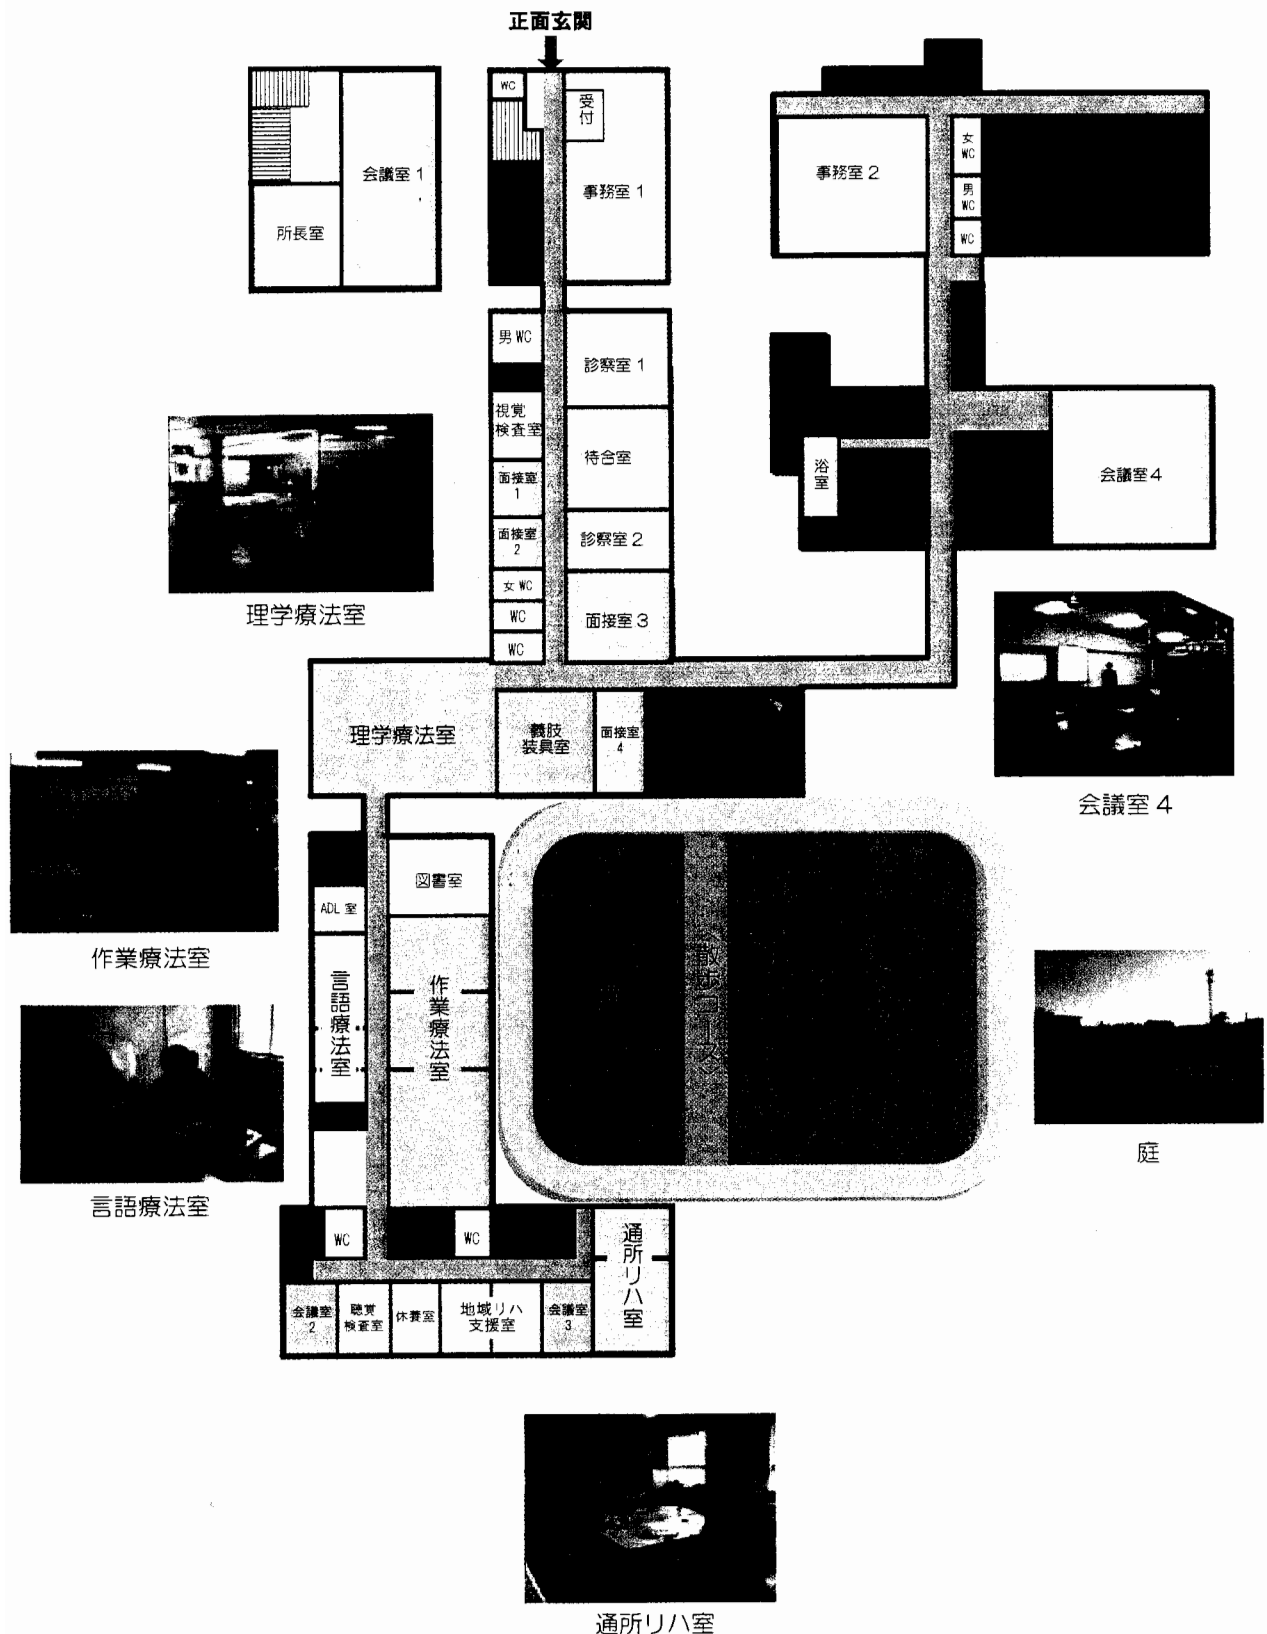 正面玄関
会議室1
所長室
WC
受付
事務室1
事務室2
女
WC
男
WC
WC
男 WC
視覚
検査室
面接室
1
面接室
2
女 WC
WC
WC
診察室1
待合室
診察室2
面接室3
浴室
会議室4
理学療法室
会議室4
理学療法室
義肢
装具室
面接室
4
図書室
ADL 室
言語療法室
作業療法室
散歩コース
作業療法室
言語療法室
庭
WC
WC
通所リハ室
会議室
2
聴覚
検査室
休養室
地域リハ
支援室
会議室
3
通所リハ室